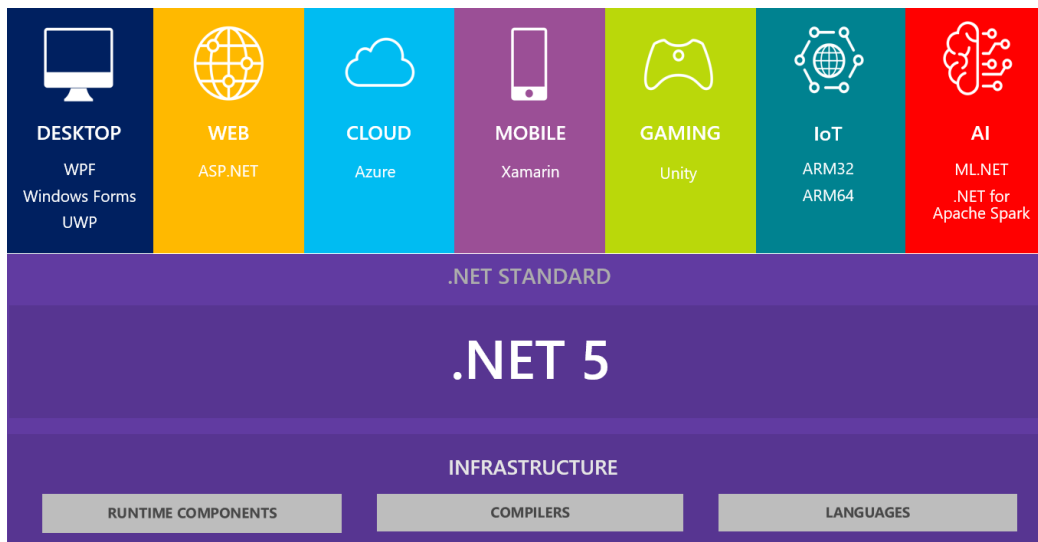 DESKTOP
WPF
Windows Forms
UWP
WEB
ASP.NET
CLOUD
Azure
MOBILE
Xamarin
GAMING
Unity
IoT
ARM32
ARM64
AI
ML.NET
.NET for
Apache Spark
.NET STANDARD
.NET 5
INFRASTRUCTURE
RUNTIME COMPONENTS
COMPILERS
LANGUAGES